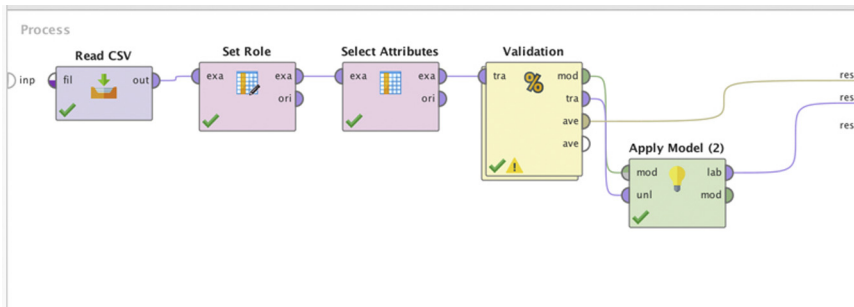 Process
Read CSV
inp
fil
out
Set Role
exa
exa
ori
Select Attributes
exa
exa
ori
Validation
tra
%
mod
tra
ave
ave
Apply Model (2)
mod
unl
lab
mod
res
res
res